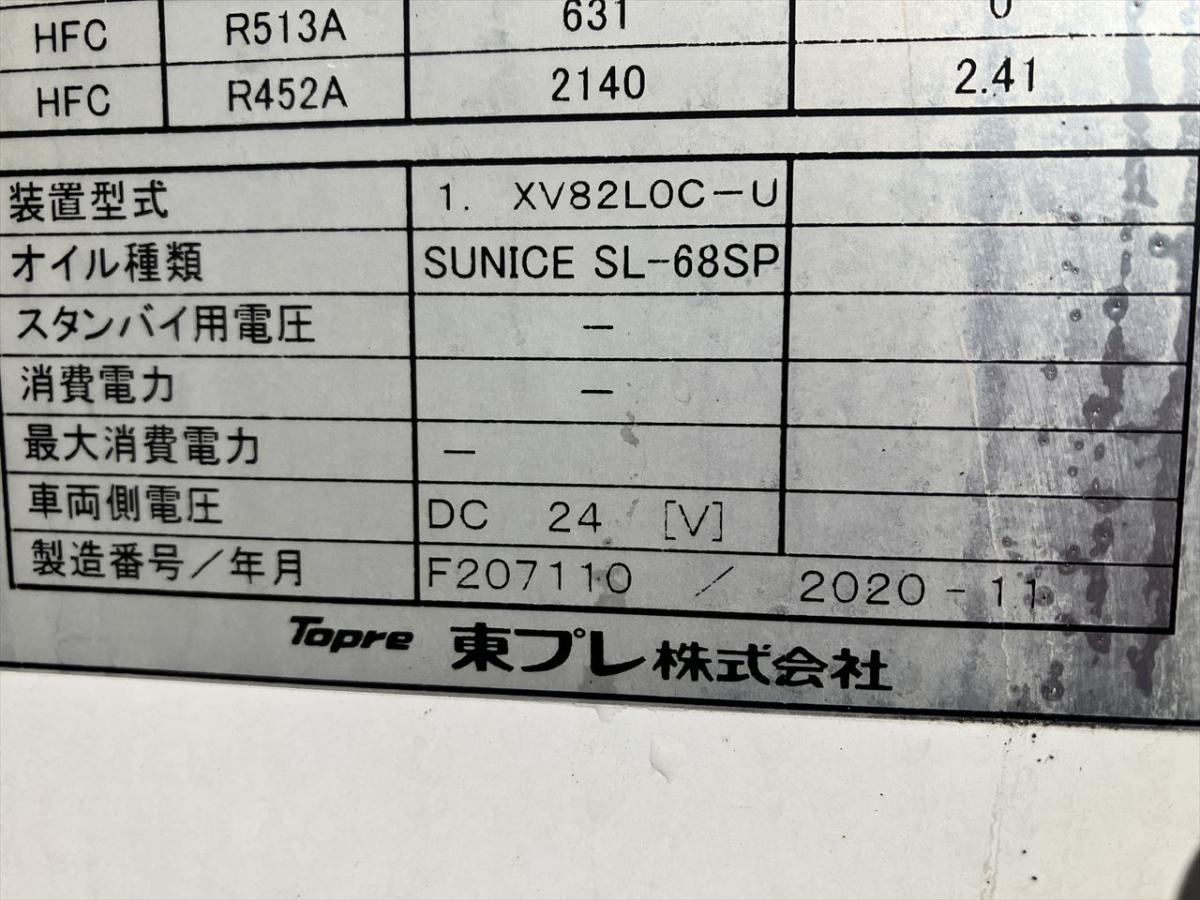 HFC R513A 631 0
HFC R452A 2140 2.41
装置型式 1. XV82LOC-U
オイル種類 SUNICE SL-68SP
スタンバイ用電圧 −
消費電力 −
最大消費電力 −
車両側電圧 DC 24 [V]
製造番号/年月 F207110 / 2020-11
Topre 東プレ株式会社